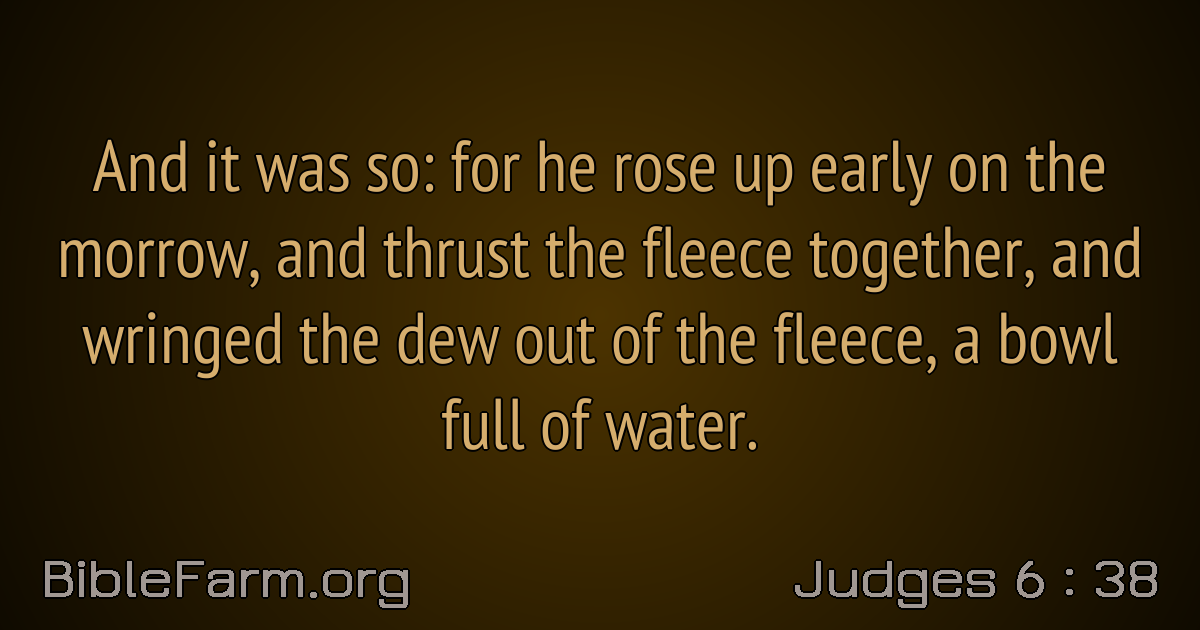 And it was so: for he rose up early on the
morrow, and thrust the fleece together, and
wringed the dew out of the fleece, a bowl
full of water.
BibleFarm.org
Judges 6 : 38